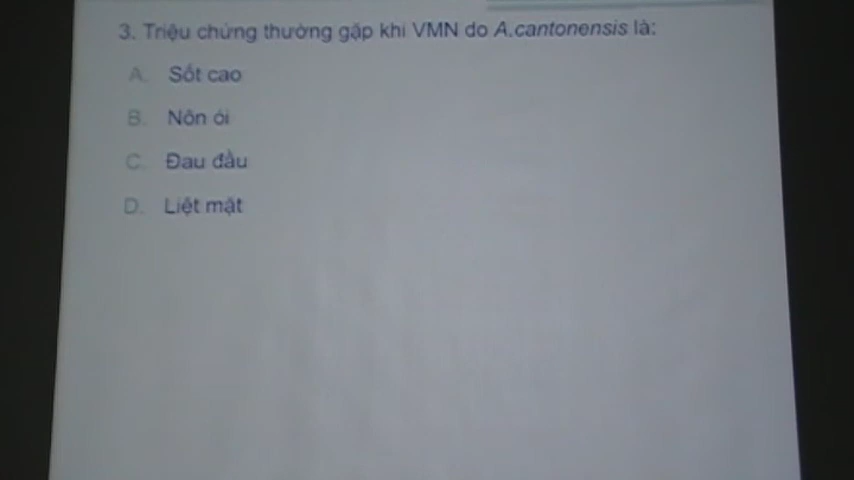 3. Triệu chứng thường gặp khi VMN do A.cantonensis là:
A. Sốt cao
B. Nôn ói
C. Đau đầu
D. Liệt mặt